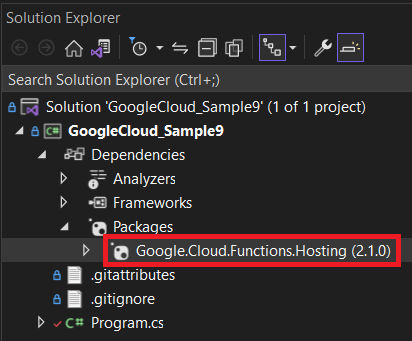 Solution Explorer
Search Solution Explorer (Ctrl+;)
Solution 'GoogleCloud_Sample9' (1 of 1 project)
C# GoogleCloud_Sample9
Dependencies
Analyzers
Frameworks
Packages
Google.Cloud.Functions.Hosting (2.1.0)
.gitattributes
.gitignore
C# Program.cs